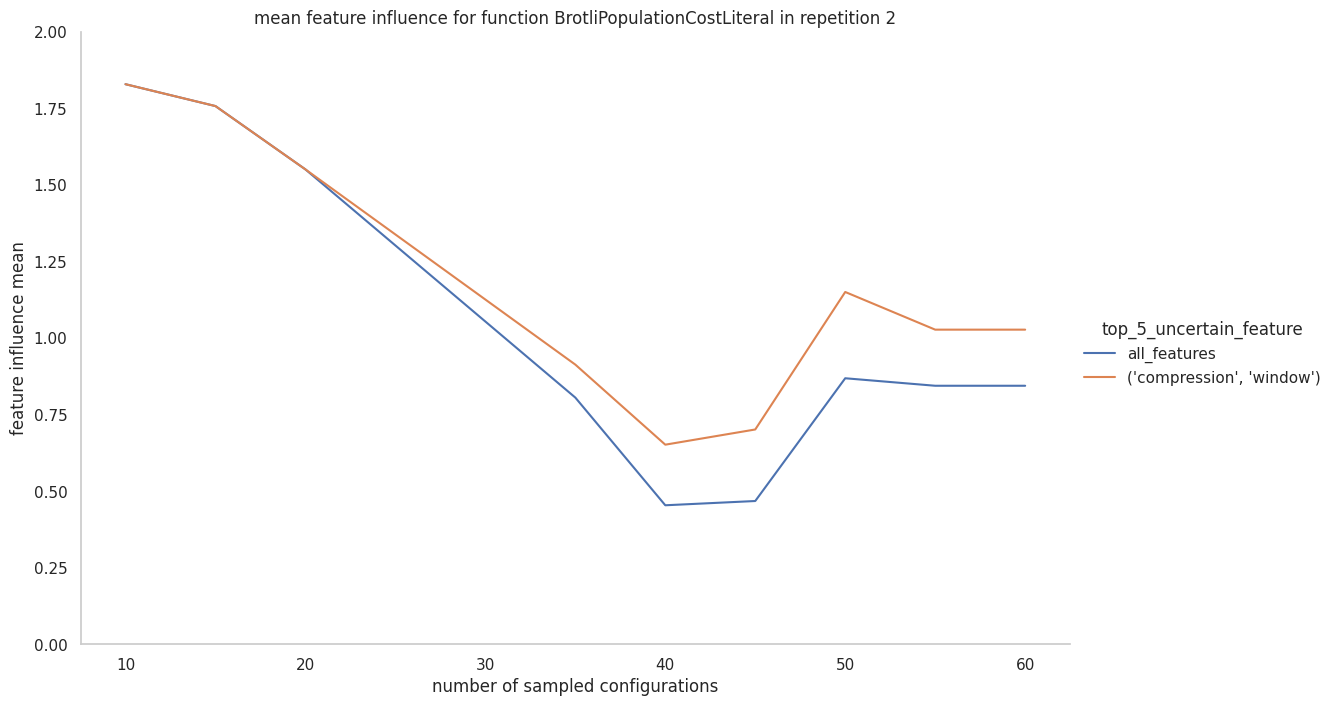 mean feature influence for function BrotliPopulationCostLiteral in repetition 2
2.00
1.75
1.50
1.25
1.00
0.75
0.50
0.25
0.00
feature influence mean
10 20 30 40 50 60
number of sampled configurations
top_5_uncertain_feature
all_features
('compression', 'window')